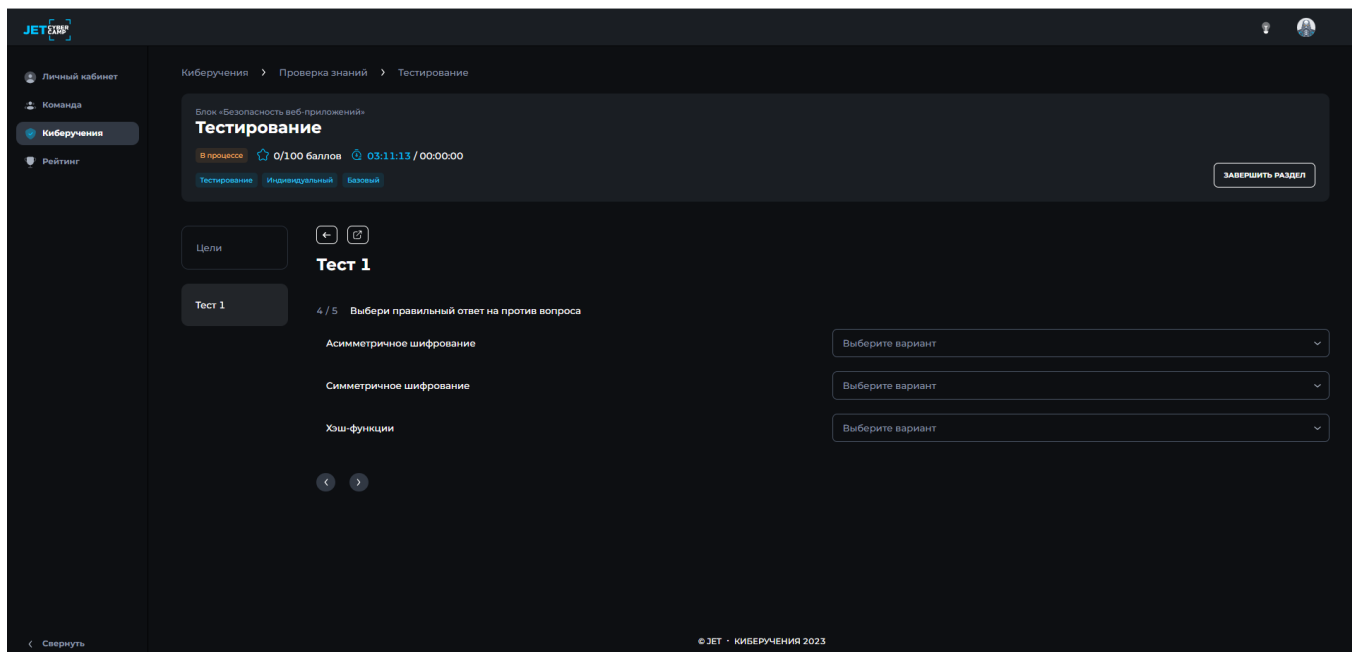 JET CYBER CAMP
Личный кабинет
Команда
Киберучения
Рейтинг
Киберучения > Проверка знаний > Тестирование
Блок «Безопасность веб-приложений»
Тестирование
В процессе 0/100 баллов 03:11:13 / 00:00:00
Тестирование Индивидуальный Базовый
ЗАВЕРШИТЬ РАЗДЕЛ
Цели
Тест 1
Тест 1
4 / 5 Выбери правильный ответ на против вопроса
Асимметричное шифрование Выберите вариант
Симметричное шифрование Выберите вариант
Хэш-функции Выберите вариант
Свернуть
© JET · КИБЕРУЧЕНИЯ 2023